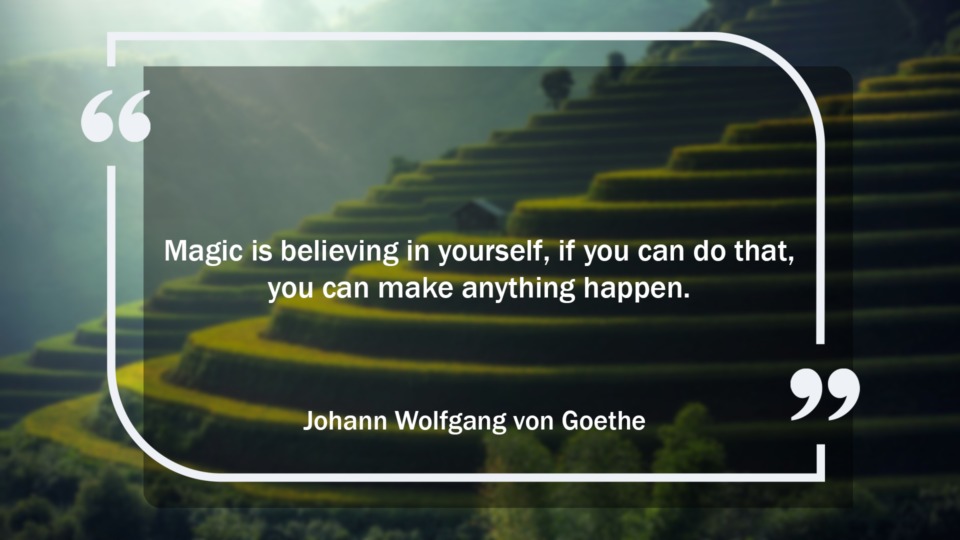 Magic is believing in yourself, if you can do that,
you can make anything happen.
Johann Wolfgang von Goethe